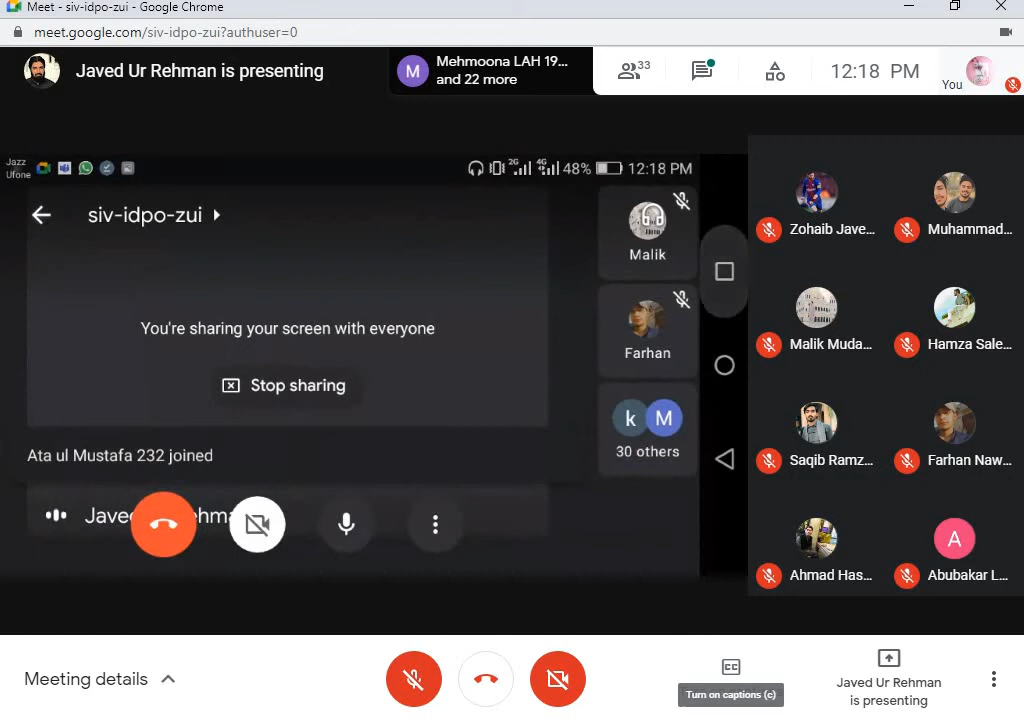 Meet - siv-idpo-zui - Google Chrome
meet.google.com/siv-idpo-zui?authuser=0
Javed Ur Rehman is presenting
M
Mehmoona LAH 19...
and 22 more
33
12:18 PM
You
Jazz
Ufone
2G
4G
48%
12:18 PM
siv-idpo-zui
You're sharing your screen with everyone
Stop sharing
Ata ul Mustafa 232 joined
Malik
Farhan
k M
30 others
Zohaib Jave...
Muhammad...
Malik Muda...
Hamza Sale...
Saqib Ramz...
Farhan Naw...
Ahmad Has...
A
Abubakar L...
Meeting details
CC
Turn on captions (c)
Javed Ur Rehman
is presenting